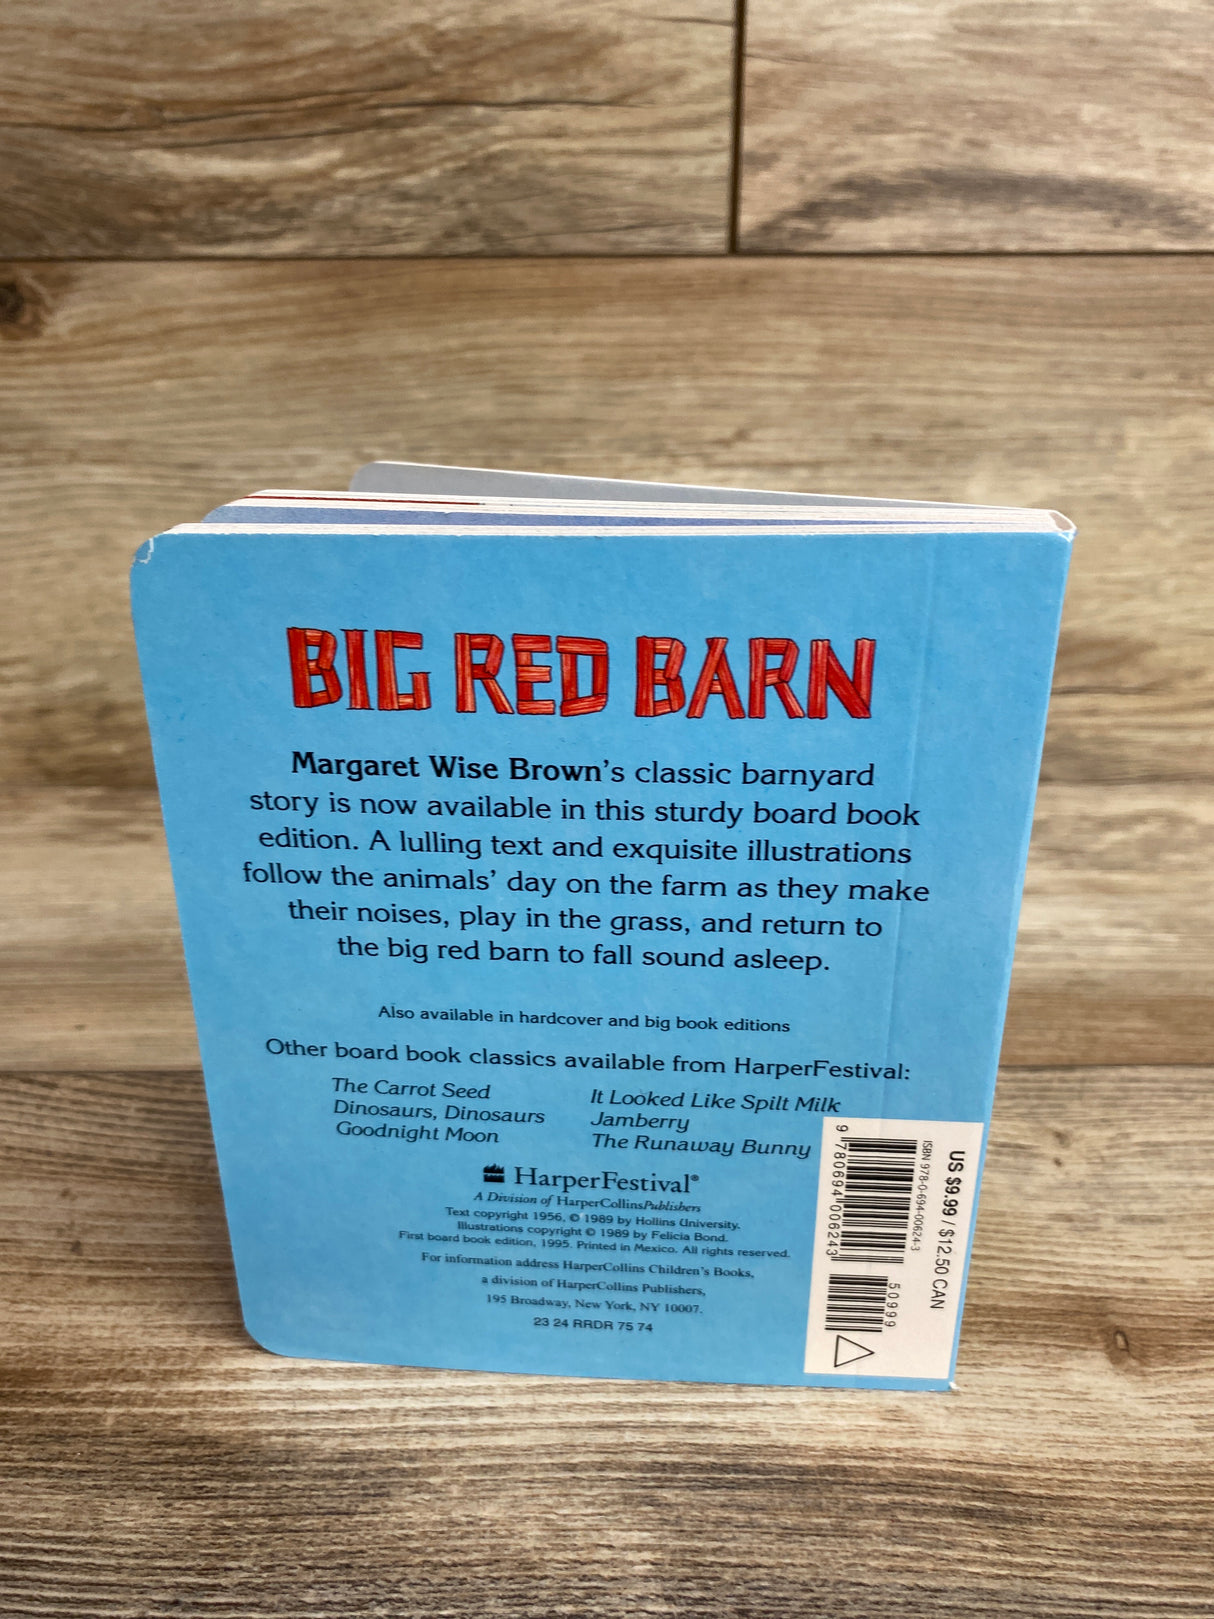 BIG RED BARN
Margaret Wise Brown's classic barnyard
story is now available in this sturdy board book
edition. A lulling text and exquisite illustrations
follow the animals' day on the farm as they make
their noises, play in the grass, and return to
the big red barn to fall sound asleep.
Also available in hardcover and big book editions
Other board book classics available from HarperFestival:
The Carrot Seed
Dinosaurs, Dinosaurs
Goodnight Moon
It Looked Like Spilt Milk
Jamberry
The Runaway Bunny
HarperFestival®
A Division of HarperCollinsPublishers
Text copyright 1956, © 1989 by Hollins University.
Illustrations copyright © 1989 by Felicia Bond.
First board book edition, 1995. Printed in Mexico. All rights reserved.
For information address HarperCollins Children's Books,
a division of HarperCollins Publishers,
195 Broadway, New York, NY 10007.
23 24 RRDR 75 74
US $9.99 / $12.50 CAN
ISBN 978-0-694-00624-3
50999
9 780694 006243